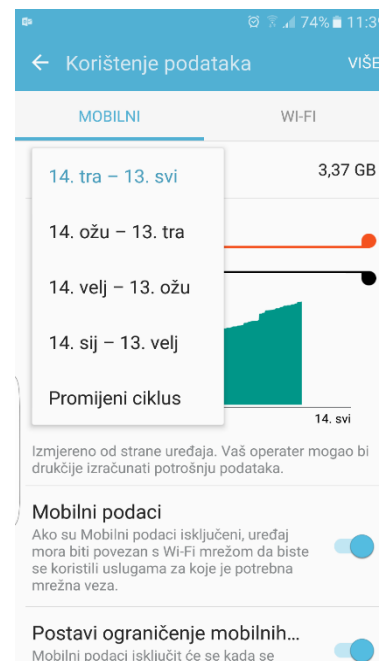 74% 11:39
Korištenje podataka VIŠE
MOBILNI WI-FI
14. tra – 13. svi 3,37 GB
14. ožu – 13. tra
14. velj – 13. ožu
14. sij – 13. velj
Promijeni ciklus
14. svi
Izmjereno od strane uređaja. Vaš operater mogao bi
drukčije izračunati potrošnju podataka.
Mobilni podaci
Ako su Mobilni podaci isključeni, uređaj
mora biti povezan s Wi-Fi mrežom da biste
se koristili uslugama za koje je potrebna
mrežna veza.
Postavi ograničenje mobilnih...
Mobilni podaci isključit će se kada se